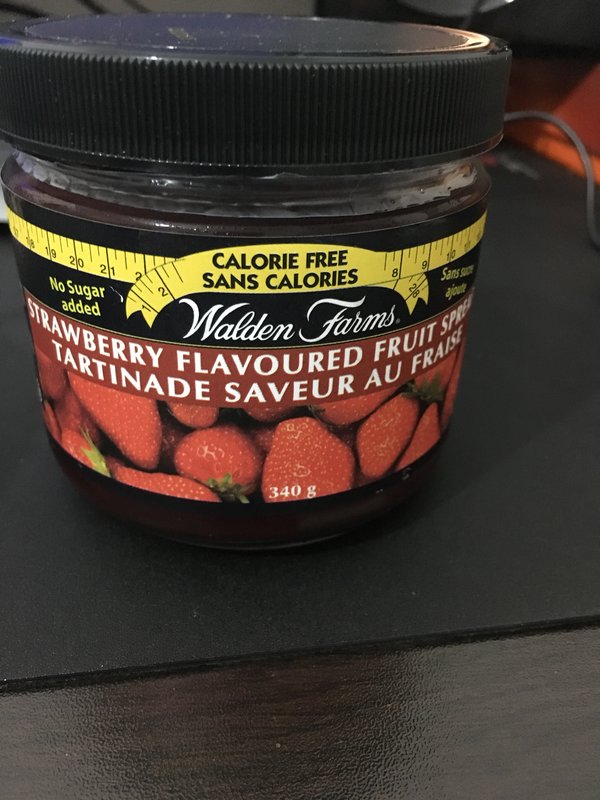 CALORIE FREE
SANS CALORIES
No Sugar
added
Sans sucre
ajouté
Walden Farms®
STRAWBERRY FLAVOURED FRUIT SPREA
TARTINADE SAVEUR AU FRAISE
340 g